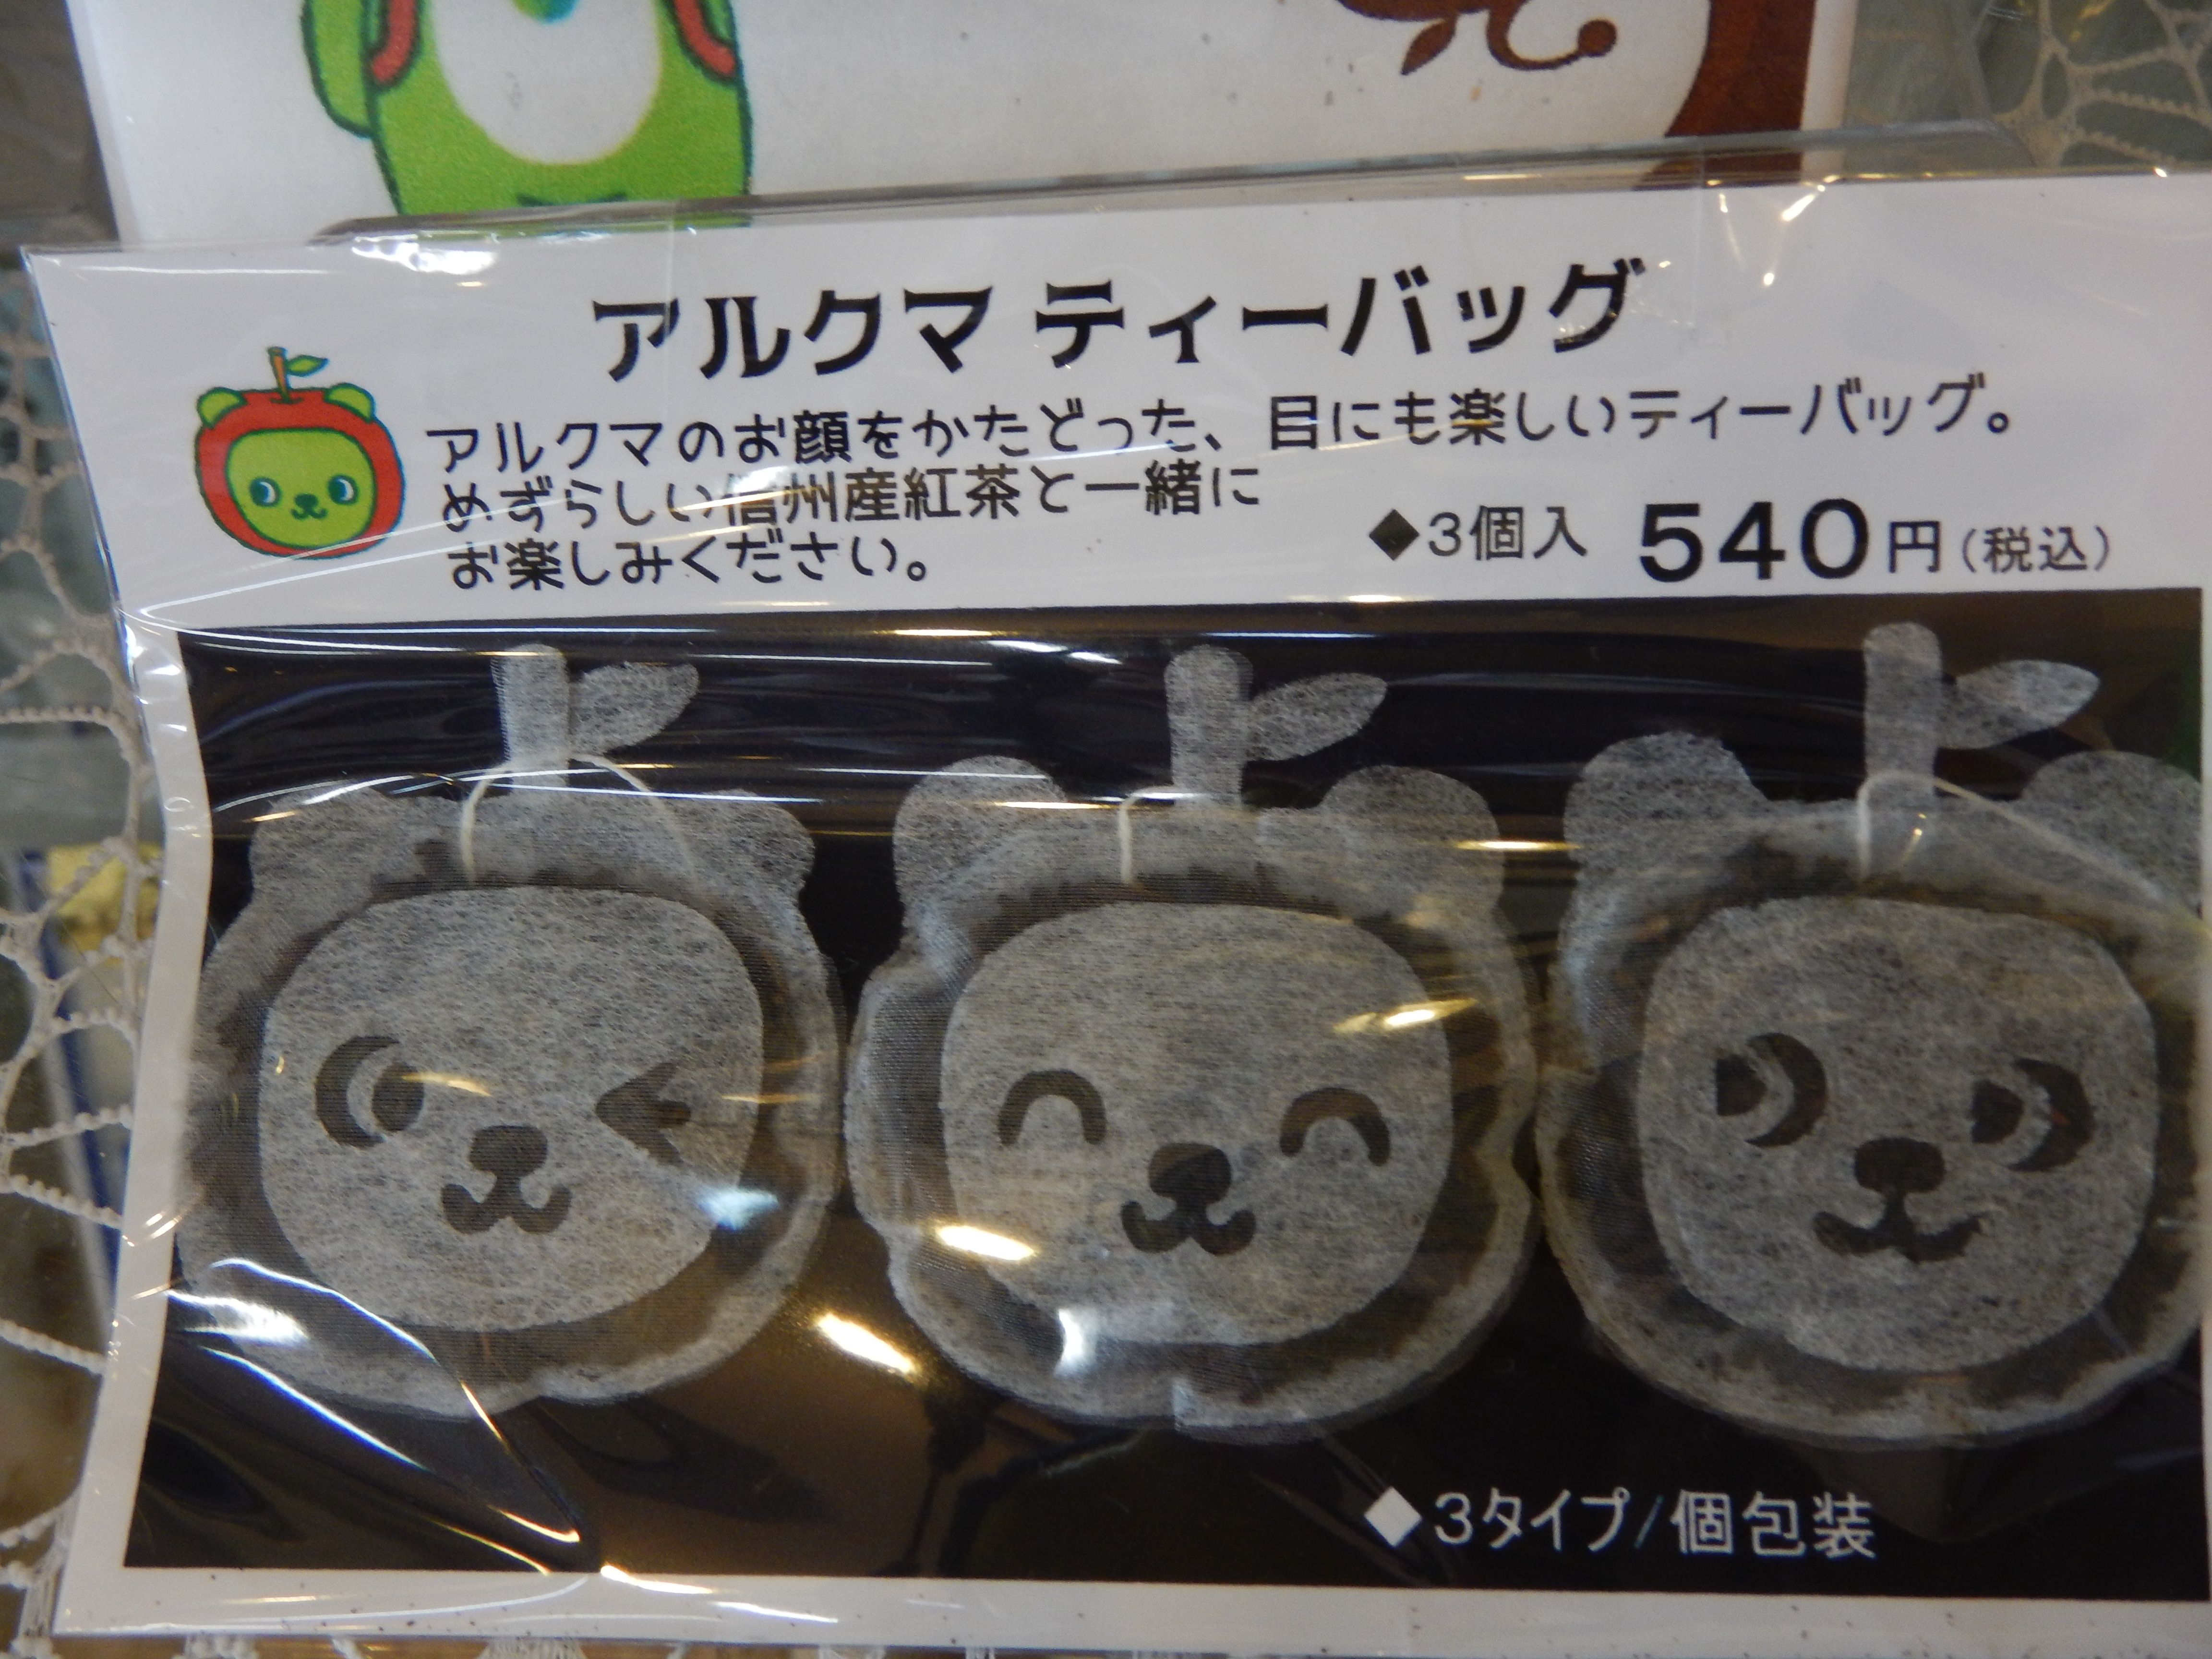 アルクマ ティーバッグ
アルクマのお顔をかたどった、目にも楽しいティーバッグ。
めずらしい信州産紅茶と一緒に
お楽しみください。
◆3個入 540円(税込)
◆3タイプ/個包装